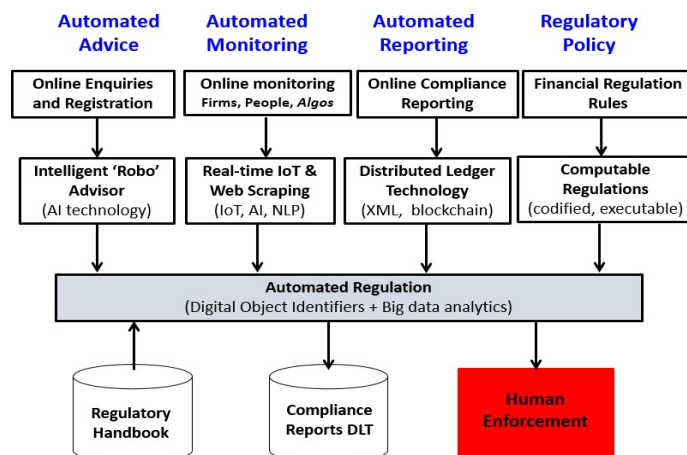 Automated Advice
Automated Monitoring
Automated Reporting
Regulatory Policy
Online Enquiries
and Registration
Online monitoring
Firms, People, Algos
Online Compliance
Reporting
Financial Regulation
Rules
Intelligent ‘Robo’
Advisor
(AI technology)
Real-time IoT &
Web Scraping
(IoT, AI, NLP)
Distributed Ledger
Technology
(XML, blockchain)
Computable
Regulations
(codified, executable)
Automated Regulation
(Digital Object Identifiers + Big data analytics)
Regulatory
Handbook
Compliance
Reports DLT
Human
Enforcement